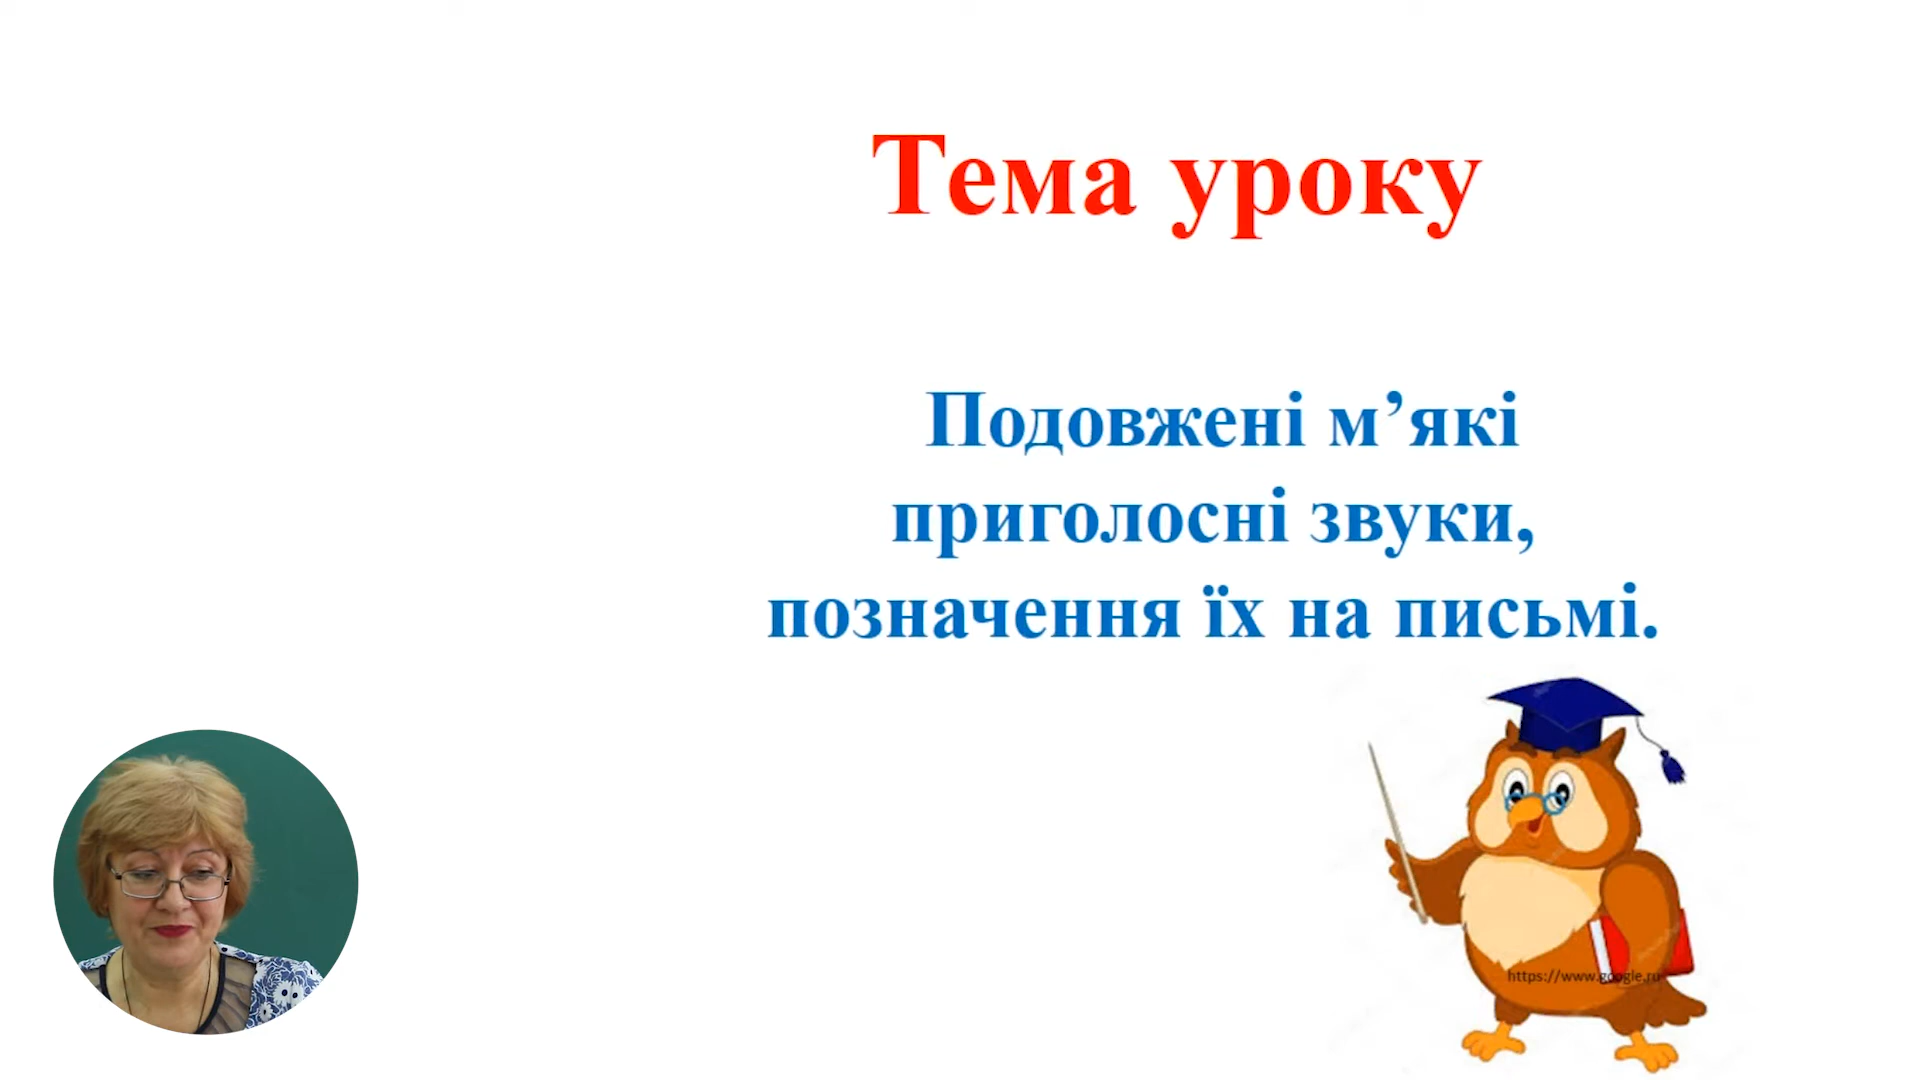 Тема уроку
Подовжені м’які
приголосні звуки,
позначення їх на письмі.
https://www.google.ru